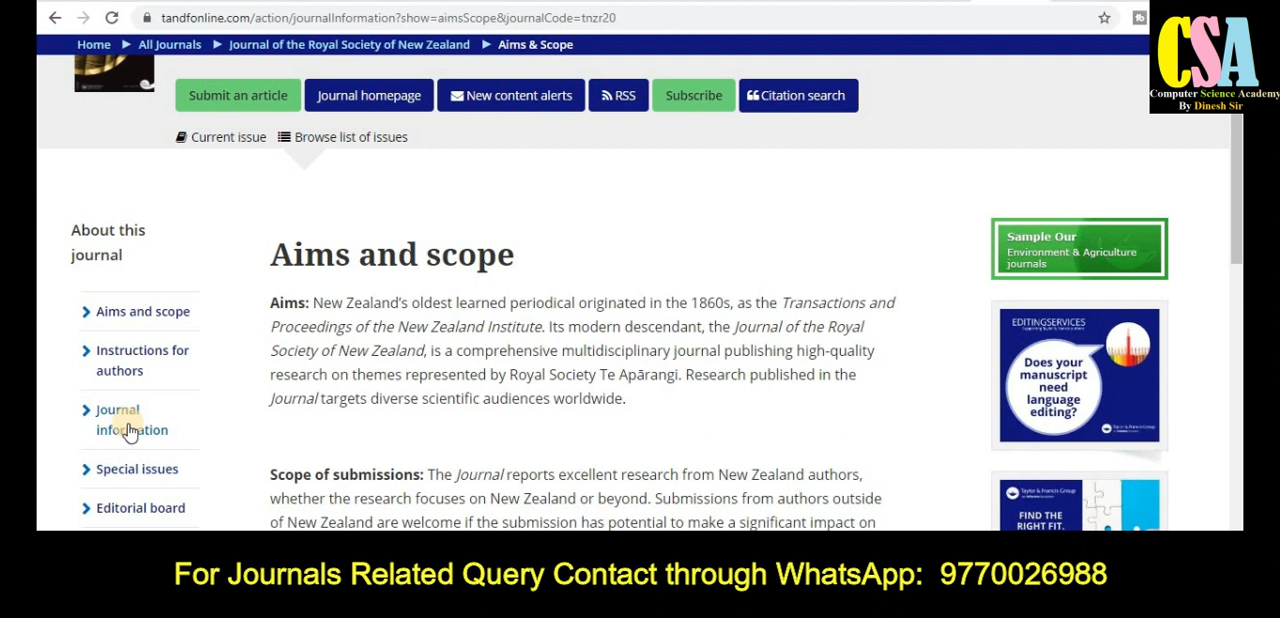 tandfonline.com/action/journalInformation?show=aimsScope&journalCode=tnzr20
CSA
Computer Science Academy
By Dinesh Sir
Home ▶ All Journals ▶ Journal of the Royal Society of New Zealand ▶ Aims & Scope
Submit an article
Journal homepage
New content alerts
RSS
Subscribe
Citation search
Current issue
Browse list of issues
About this
journal
Aims and scope
Instructions for
authors
Journal
information
Special issues
Editorial board
Aims and scope
Aims: New Zealand's oldest learned periodical originated in the 1860s, as the Transactions and
Proceedings of the New Zealand Institute. Its modern descendant, the Journal of the Royal
Society of New Zealand, is a comprehensive multidisciplinary journal publishing high-quality
research on themes represented by Royal Society Te Apārangi. Research published in the
Journal targets diverse scientific audiences worldwide.
Scope of submissions: The Journal reports excellent research from New Zealand authors,
whether the research focuses on New Zealand or beyond. Submissions from authors outside
of New Zealand are welcome if the submission has potential to make a significant impact on
Sample Our
Environment & Agriculture
journals
EDITINGSERVICES
Does your
manuscript
need
language
editing?
Taylor & Francis Group
Taylor & Francis Group
FIND THE
RIGHT FIT.
For Journals Related Query Contact through WhatsApp: 9770026988